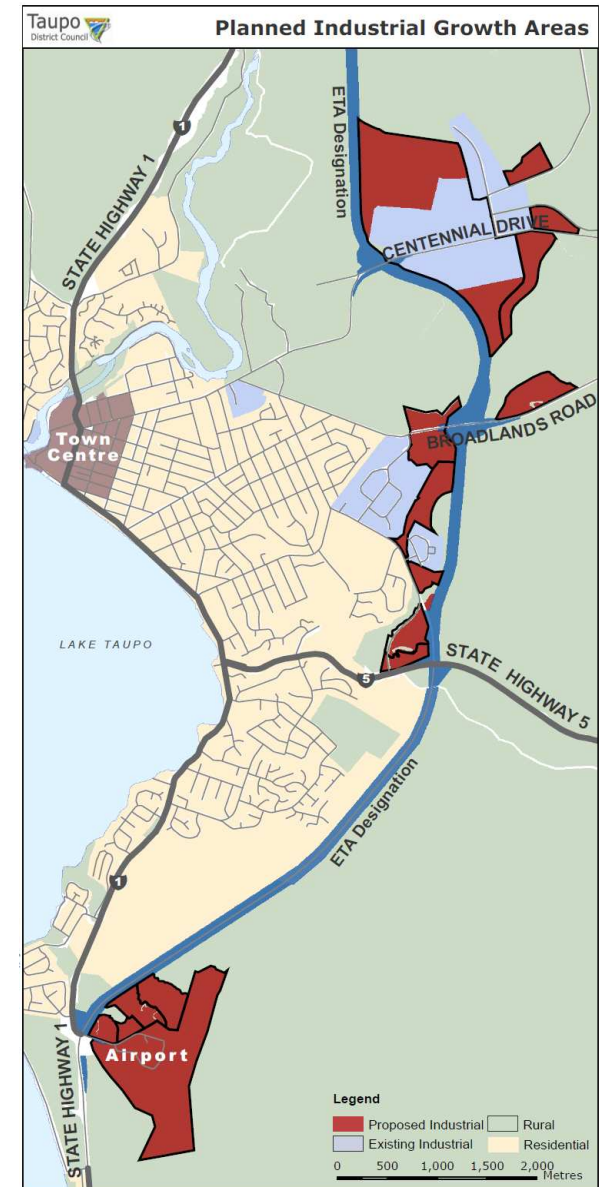 Taupo
District Council
Planned Industrial Growth Areas
ETA Designation
1
STATE HIGHWAY 1
CENTENNIAL DRIVE
BROADLANDS ROAD
Town
Centre
LAKE TAUPO
STATE HIGHWAY 5
5
ETA Designation
1
Airport
STATE HIGHWAY 1
Legend
Proposed Industrial
Rural
Existing Industrial
Residential
0 500 1,000 1,500 2,000
Metres